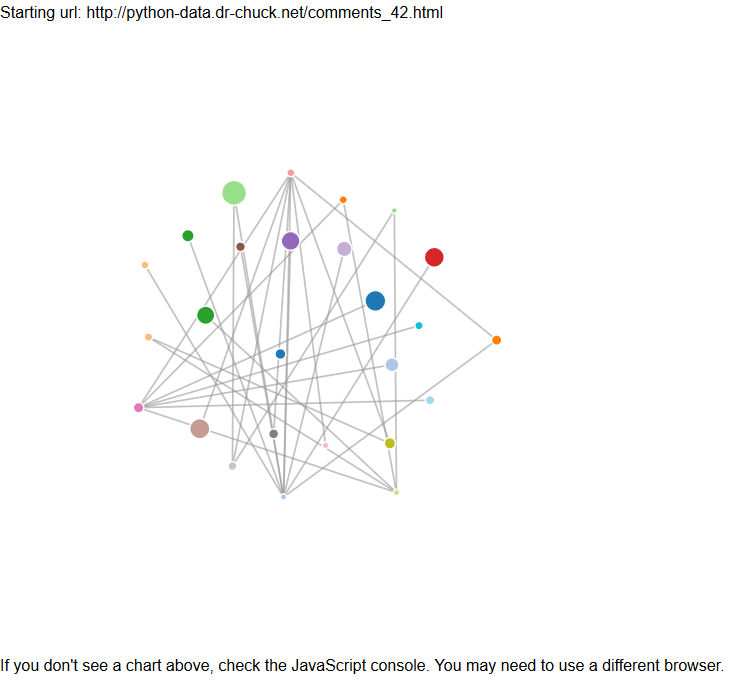 Starting url: http://python-data.dr-chuck.net/comments_42.html
If you don't see a chart above, check the JavaScript console. You may need to use a different browser.